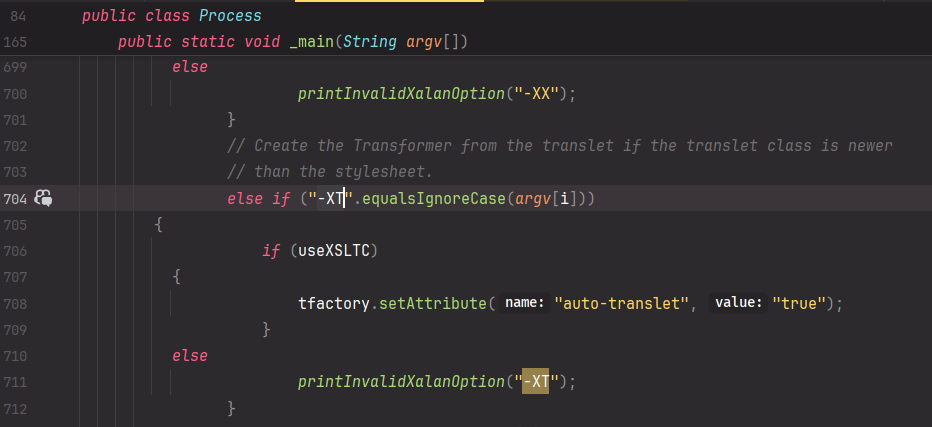 84 public class Process
165 public static void _main(String argv[])
699 else
700 printInvalidXalanOption("-XX");
701 }
702 // Create the Transformer from the translet if the translet class is newer
703 // than the stylesheet.
704 else if ("-XT".equalsIgnoreCase(argv[i]))
705 {
706 if (useXSLTC)
707 {
708 tfactory.setAttribute( name: "auto-translet", value: "true");
709 }
710 else
711 printInvalidXalanOption("-XT");
712 }